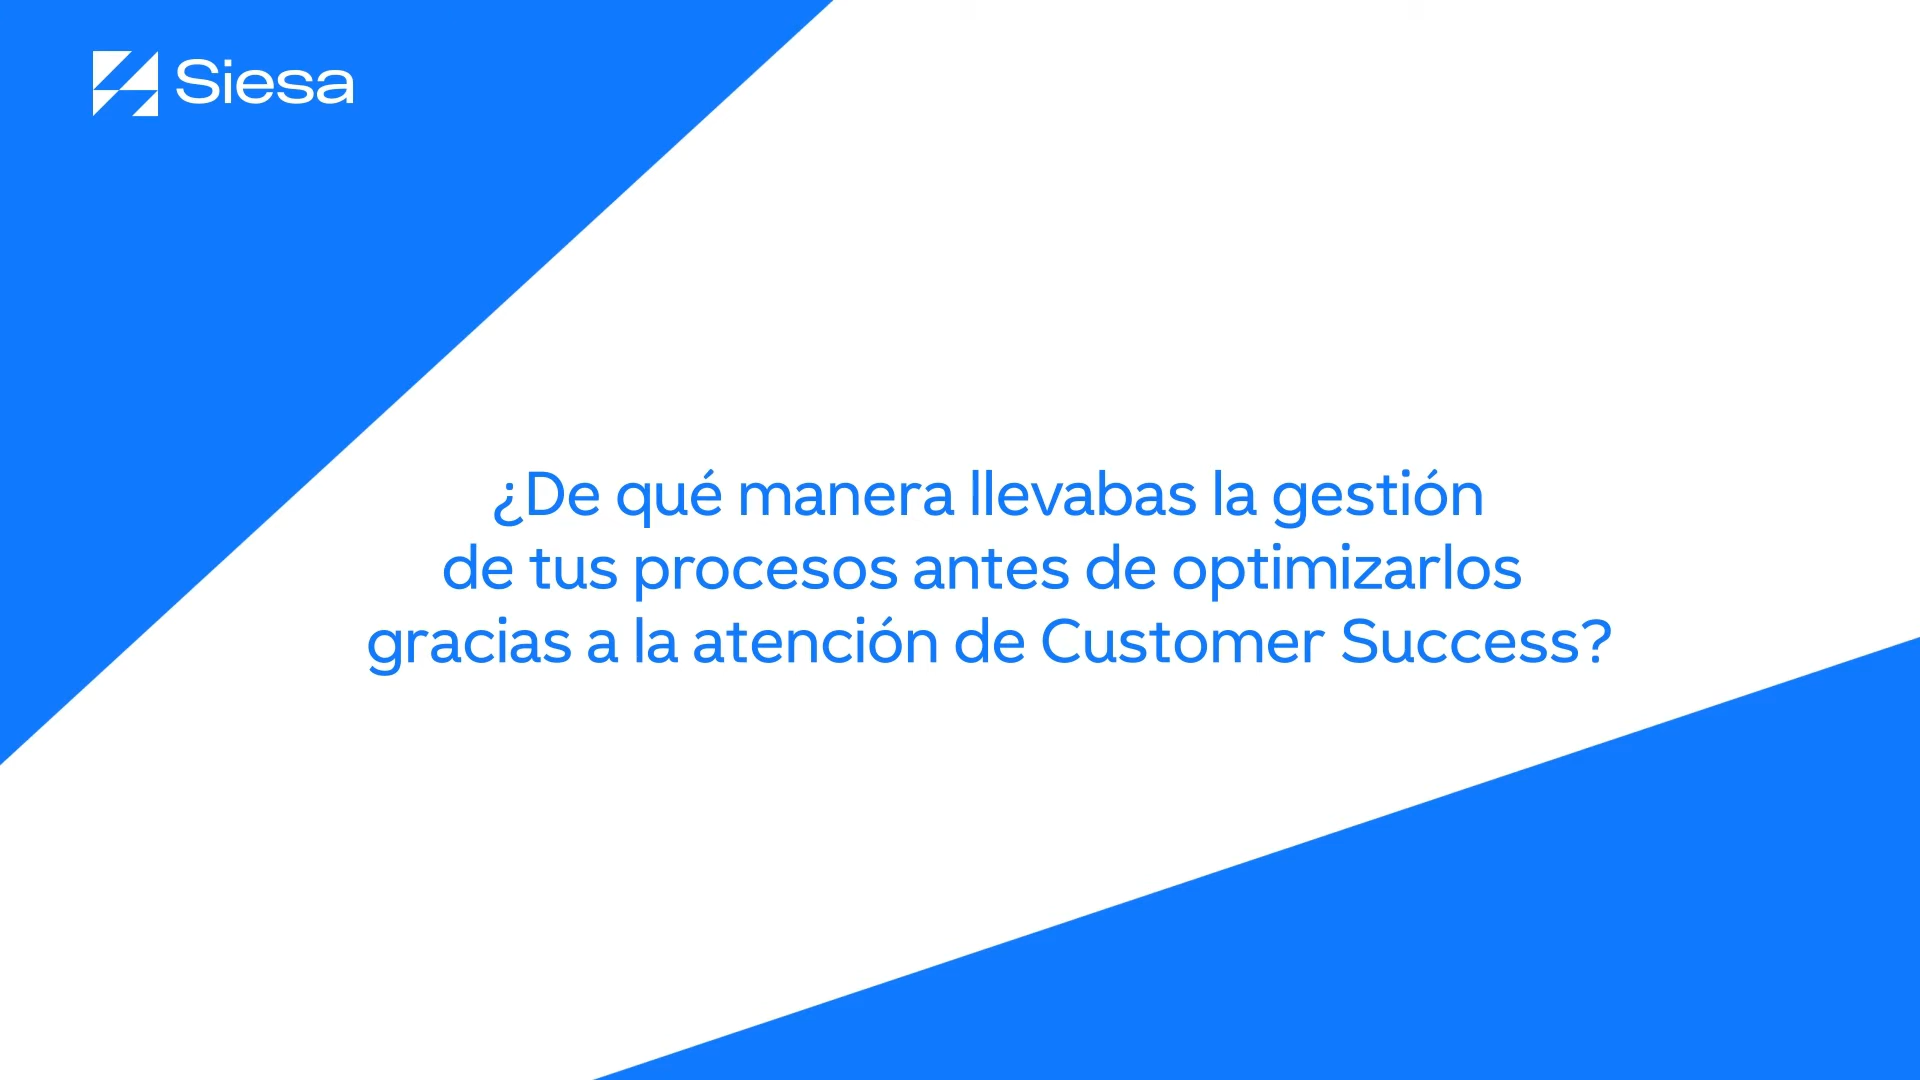 Siesa
¿De qué manera llevabas la gestión
de tus procesos antes de optimizarlos
gracias a la atención de Customer Success?